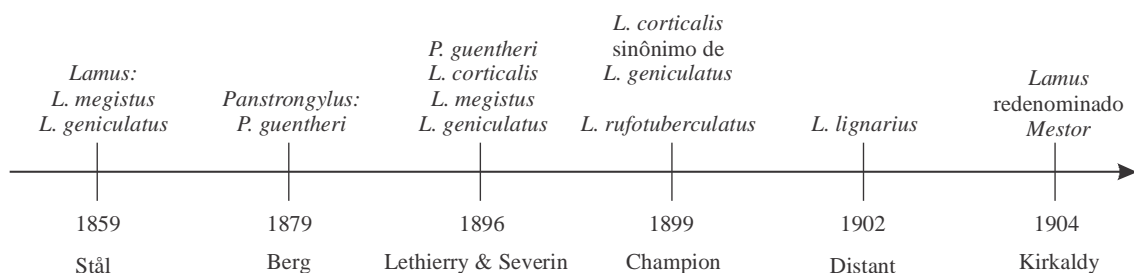 Lamus:
L. megistus
L. geniculatus
1859
Stål
Panstrongylus:
P. guentheri
1879
Berg
P. guentheri
L. corticalis
L. megistus
L. geniculatus
1896
Lethierry & Severin
L. corticalis
sinônimo de
L. geniculatus
L. rufotuberculatus
1899
Champion
L. lignarius
1902
Distant
Lamus
redenominado
Mestor
1904
Kirkaldy